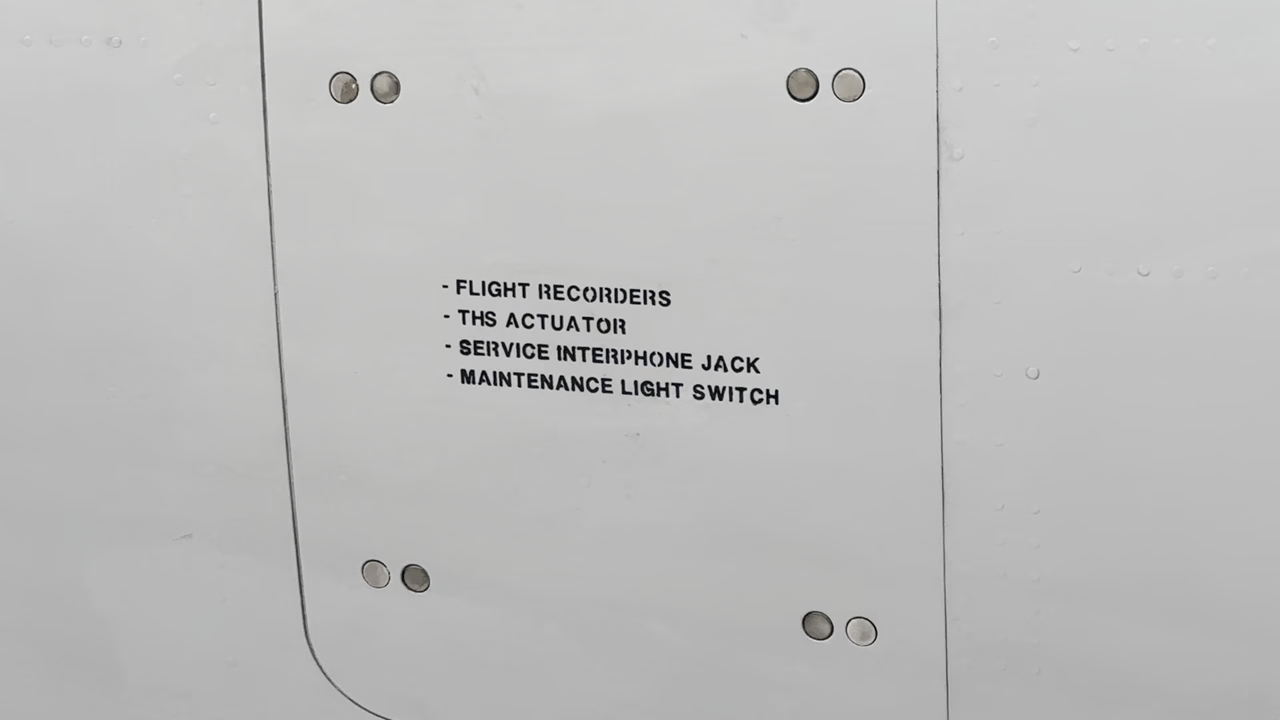 - FLIGHT RECORDERS
- THS ACTUATOR
- SERVICE INTERPHONE JACK
- MAINTENANCE LIGHT SWITCH